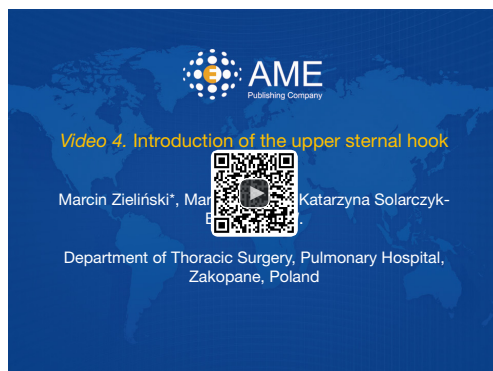 AME
Publishing Company
Video 4. Introduction of the upper sternal hook
Marcin Zieliński*, Katarzyna Solarczyk-
Department of Thoracic Surgery, Pulmonary Hospital,
Zakopane, Poland